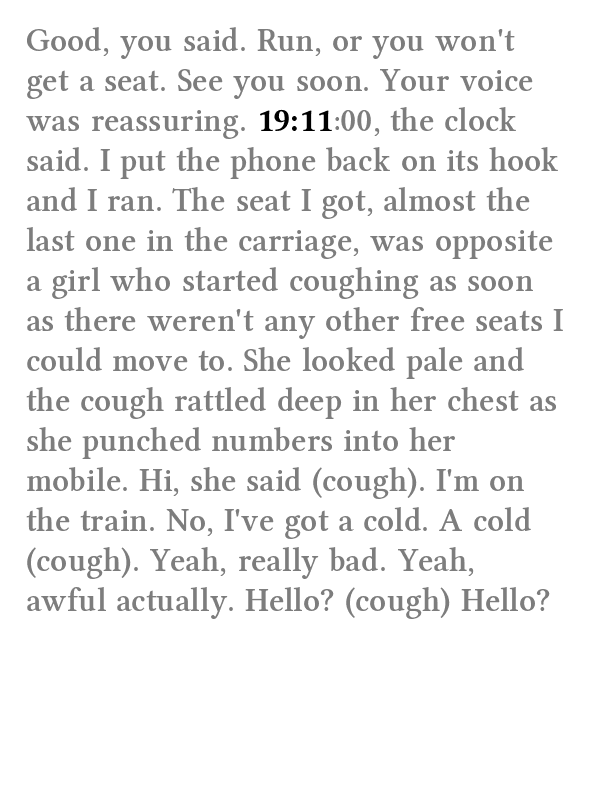 Good, you said. Run, or you won't
get a seat. See you soon. Your voice
was reassuring. 19:11:00, the clock
said. I put the phone back on its hook
and I ran. The seat I got, almost the
last one in the carriage, was opposite
a girl who started coughing as soon
as there weren't any other free seats I
could move to. She looked pale and
the cough rattled deep in her chest as
she punched numbers into her
mobile. Hi, she said (cough). I'm on
the train. No, I've got a cold. A cold
(cough). Yeah, really bad. Yeah,
awful actually. Hello? (cough) Hello?